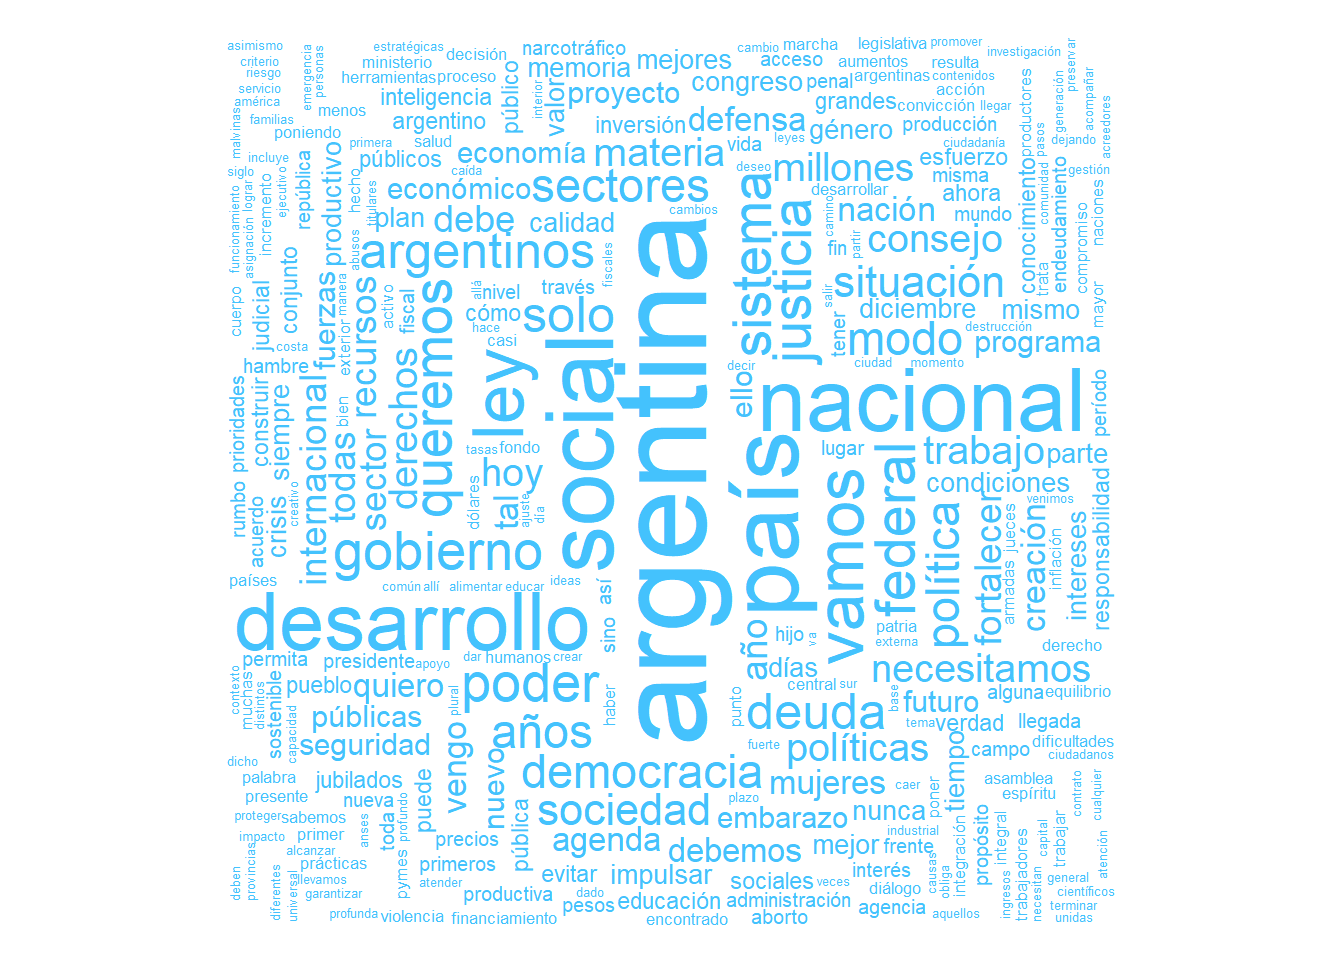 asimismo
estratégicas
decisión
narcotráfico
mejores
cambio
marcha
legislativa
promover
investigación
criterio
ministerio
memoria
acceso
aumentos
resulta
riesgo
herramientas
proceso
congreso
penal
argentinas
contenidos
servicio
emergencia
personas
inteligencia
público
interior
valor
proyecto
grandes
convicción
acción
llegar
productores
generación
preservar
acompañar
américa
menos
argentino
inversión
defensa
género
producción
pasos
dejando
acreedores
malvinas
familias
poniendo
primera
salud
vida
leyes
ciudadanía
siglo
incluye
república
públicos
economía
materia
millones
esfuerzo
conocimiento
gestión
ejecutivo
productivo
hecho
caída
económico
sectores
deseo
desarrollar
misma
ahora
comunidad
endeudamiento
funcionamiento
asignación
lograr
incremento
titulares
plan
debe
calidad
cambios
sistema
justicia
camino
nación
mundo
trata
compromiso
naciones
abusos
argentinos
fiscales
argentina
fin
partir
consejo
cuerpo
judicial
conjunto
fuerzas
manera
exterior
recursos
activo
fiscal
allá
nivel
través
salir
situación
mayor
costa
queremos
cómo
hace
solo
tener
diciembre
mismo
hambre
casi
social
modo
destrucción
programa
ley
decir
ciudad
momento
prioridades
construir
siempre
internacional
todas
bien
sector
derechos
ello
nacional
período
rumbo
acuerdo
crisis
creativo
tasas
fondo
país
lugar
trabajo
parte
hoy
vamos
federal
condiciones
dólares
tal
ajuste
día
política
fortalecer
venimos
jueces
armadas
creación
inflación
intereses
responsabilidad
países
gobierno
común
allí
alimentar
educar
ideas
así
desarrollo
sino
año
hijo
va
patria
externa
derecho
permita
presidente
apoyo
dar
humanos
crear
días
necesitamos
contexto
muchas
distintos
sostenible
pueblo
quiero
plural
poder
haber
punto
central
sur
base
futuro
alguna
equilibrio
capacidad
públicas
años
deuda
tema
verdad
llegada
seguridad
vengo
nuevo
fuerte
políticas
tiempo
campo
dificultades
ciudadanos
dicho
palabra
jubilados
puede
democracia
mujeres
caer
poner
asamblea
contrato
cualquier
presente
nueva
profundo
plazo
espíritu
proteger
sabemos
anses
toda
pública
sociedad
embarazo
nunca
industrial
integración
propósito
integral
capital
trabajar
impacto
primer
precios
agenda
debemos
mejor
frente
alcanzar
prácticas
pymes
primeros
interés
causas
obliga
trabajadores
atención
deben
provincias
diferentes
universal
llevamos
atender
evitar
impulsar
sociales
veces
diálogo
ingresos
necesitan
general
científicos
garantizar
productiva
dado
pesos
educación
administración
agencia
aquellos
terminar
profunda
violencia
financiamiento
encontrado
aborto
unidas